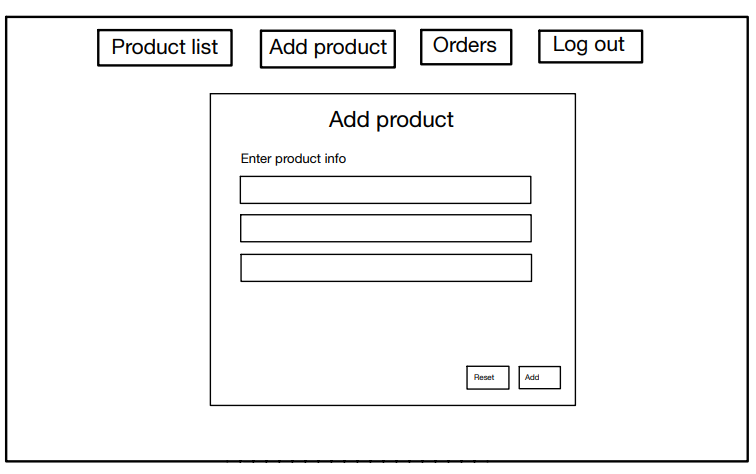 Product list
Add product
Orders
Log out
Add product
Enter product info
Reset
Add